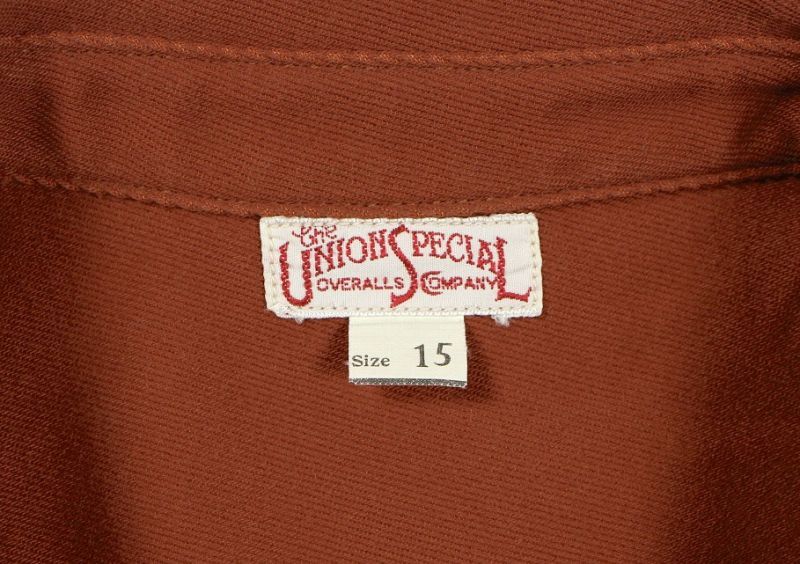 the
UNION SPECIAL
OVERALLS COMPANY
Size 15